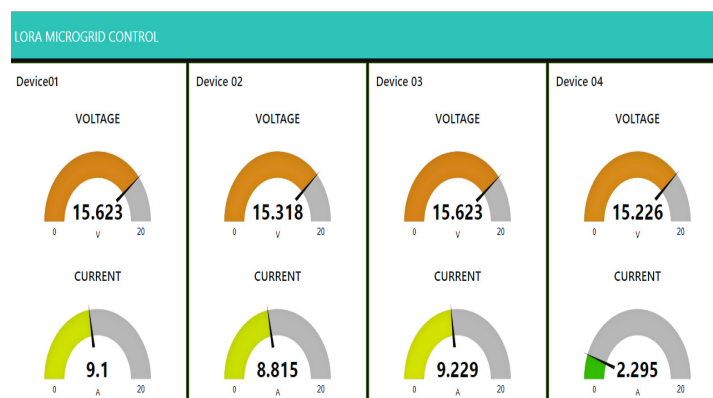 LORA MICROGRID CONTROL
Device01
VOLTAGE
15.623
0 V 20
CURRENT
9.1
0 A 20
Device 02
VOLTAGE
15.318
0 V 20
CURRENT
8.815
0 A 20
Device 03
VOLTAGE
15.623
0 V 20
CURRENT
9.229
0 A 20
Device 04
VOLTAGE
15.226
0 V 20
CURRENT
2.295
0 A 20